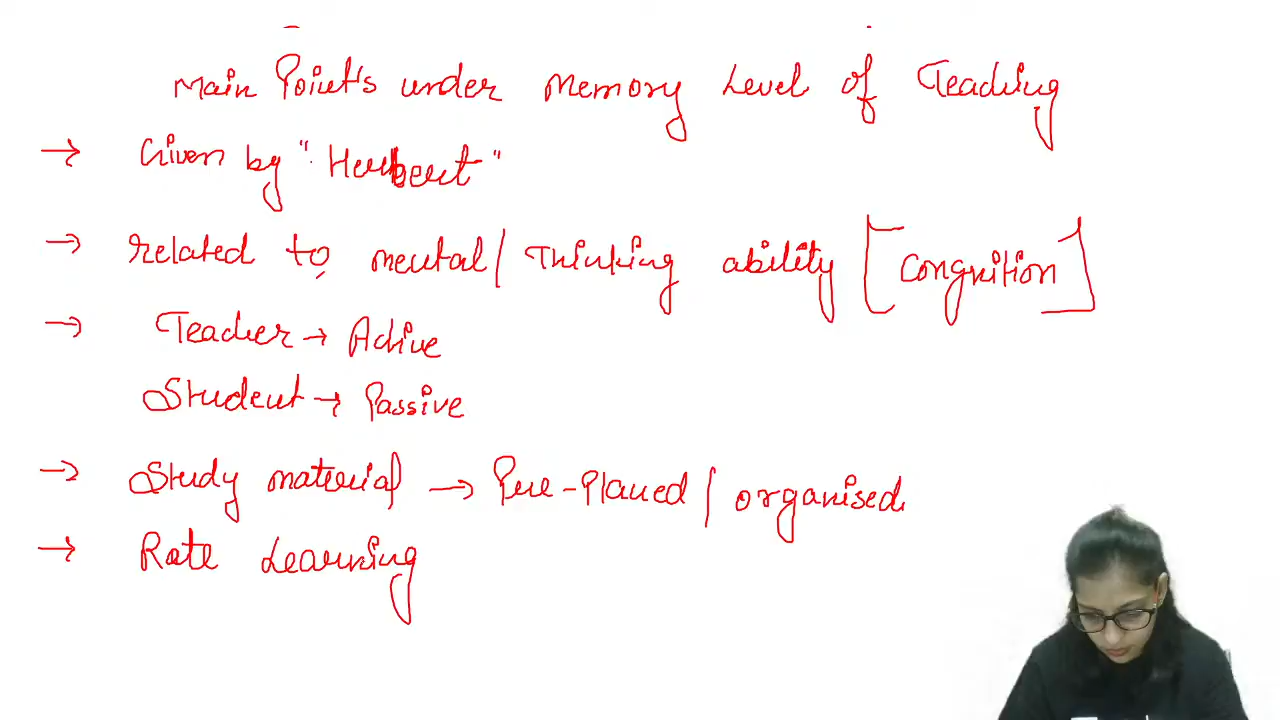 Main Point's under Memory Level of Teaching
→ Given by "Herbert"
→ related to mental/Thinking ability [Congnition]
→ Teacher → Active
Student → Passive
→ Study material → Pre-Planed/organised
→ Rote Learning